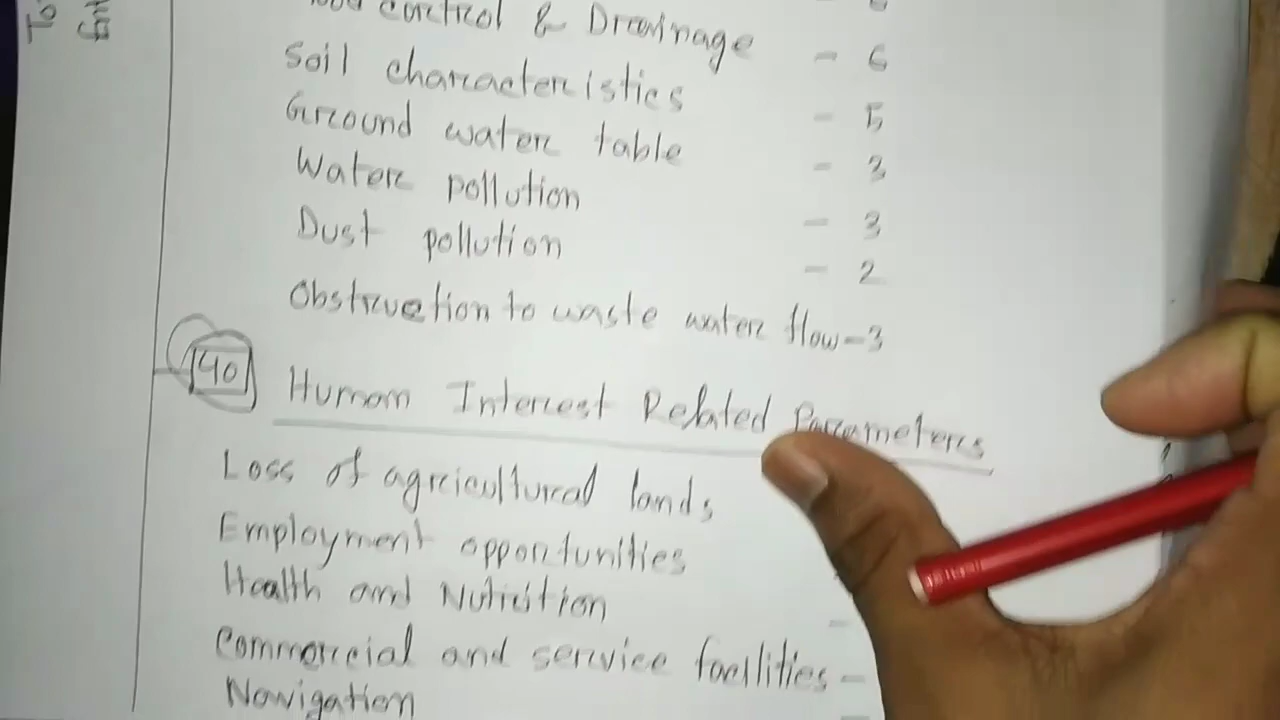 control & Drainage - 6
Soil characteristics - 5
Ground water table - 3
Water pollution - 3
Dust pollution - 2
Obstruction to waste water flow-3
40 Human Interest Related Parameters
Loss of agricultural lands
Employment opportunities
Health and Nutrition -
Commercial and service facilities -
Navigation